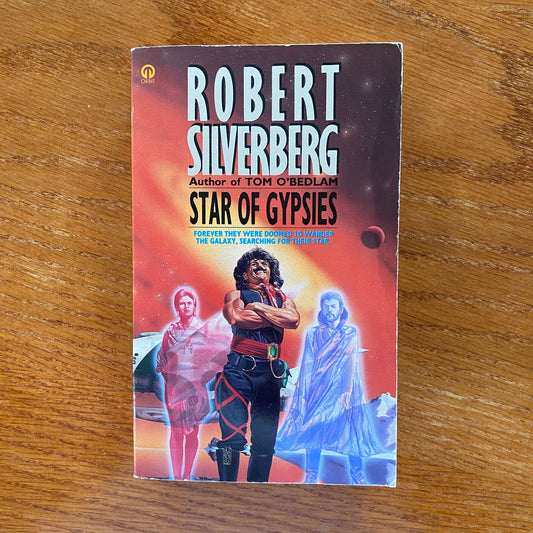 Orbit
ROBERT
SILVERBERG
Author of TOM O'BEDLAM
STAR OF GYPSIES
FOREVER THEY WERE DOOMED TO WANDER
THE GALAXY, SEARCHING FOR THEIR STAR